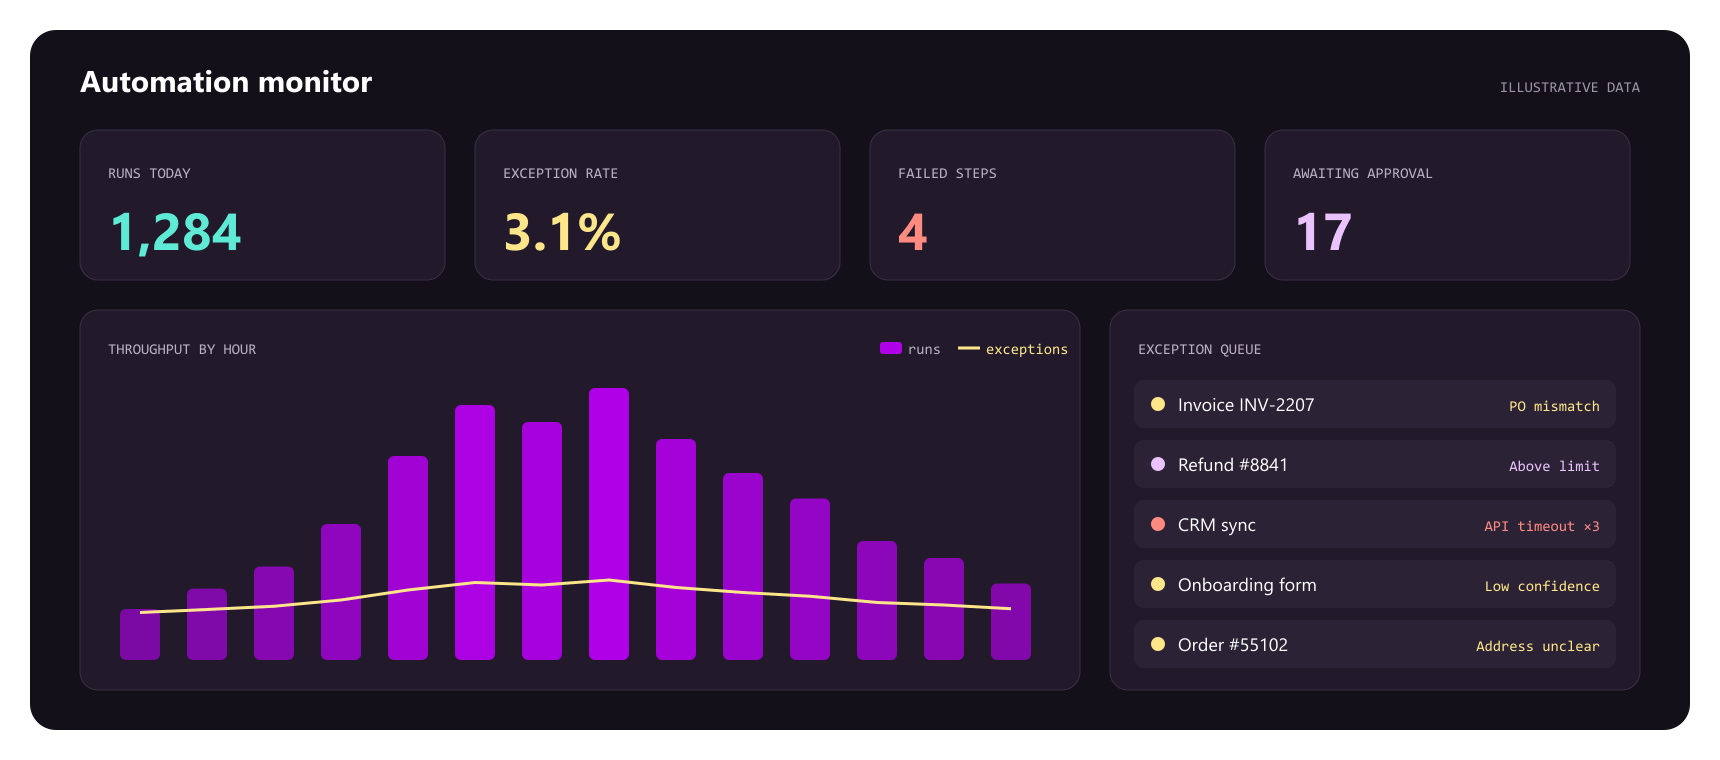 Automation monitor
ILLUSTRATIVE DATA
RUNS TODAY
1,284
EXCEPTION RATE
3.1%
FAILED STEPS
4
AWAITING APPROVAL
17
THROUGHPUT BY HOUR
runs
exceptions
EXCEPTION QUEUE
Invoice INV-2207 PO mismatch
Refund #8841 Above limit
CRM sync API timeout ×3
Onboarding form Low confidence
Order #55102 Address unclear